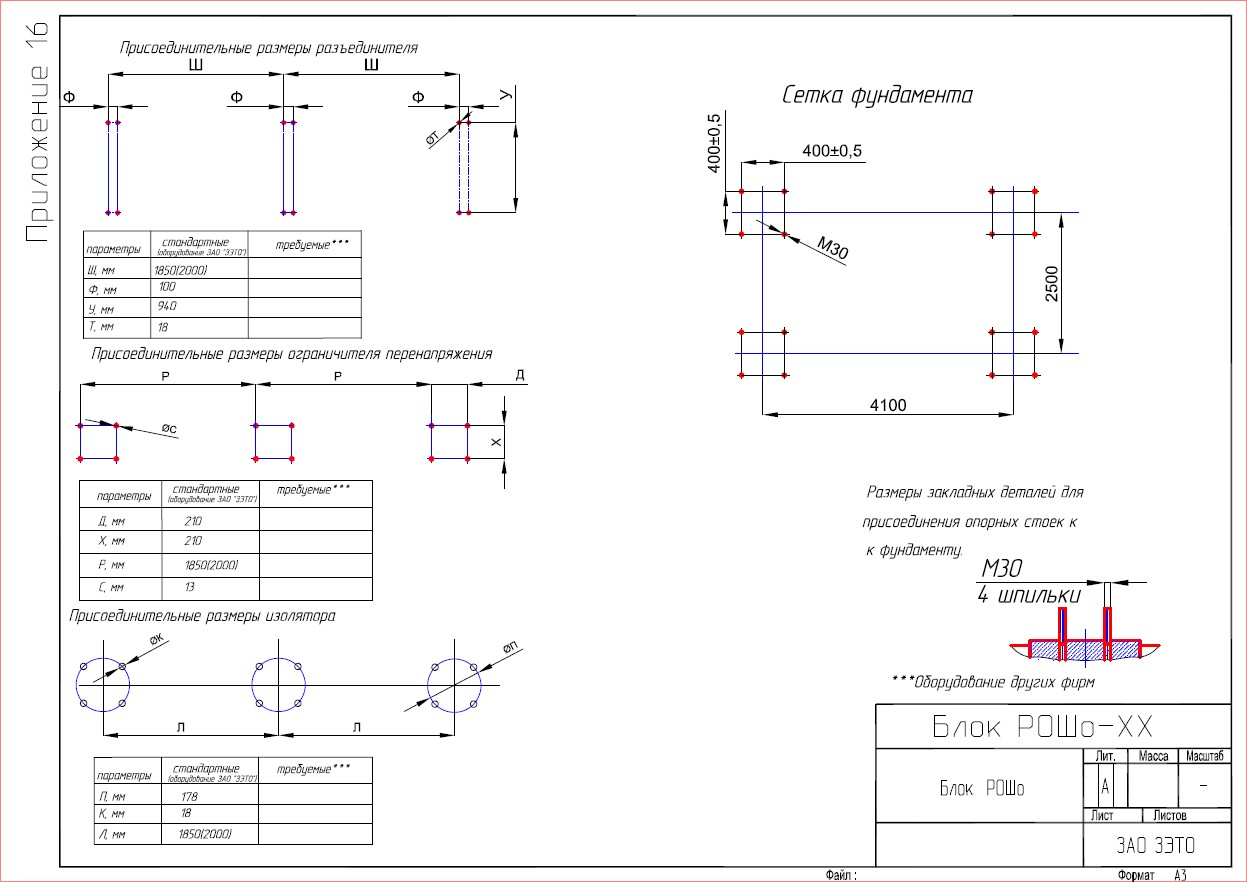 Приложение 16
Присоединительные размеры разъединителя
Ш Ш
Ф Ф Ф У
ØТ
параметры стандартные (оборудование ЗАО "ЗЭТО") требуемые***
Ш, мм 1850(2000)
Ф, мм 100
У, мм 940
Т, мм 18
Присоединительные размеры ограничителя перенапряжения
Р Р Д
ØС Х
параметры стандартные (оборудование ЗАО "ЗЭТО") требуемые***
Д, мм 210
Х, мм 210
Р, мм 1850(2000)
С, мм 13
Присоединительные размеры изолятора
ØК ØП
Л Л
параметры стандартные (оборудование ЗАО "ЗЭТО") требуемые***
П, мм 178
К, мм 18
Л, мм 1850(2000)
Сетка фундамента
400±0,5
400±0,5
М30
2500
4100
Размеры закладных деталей для
присоединения опорных стоек к
к фундаменту.
М30
4 шпильки
***Оборудование других фирм
Блок РОШо-ХХ
Блок РОШо
Лит. Масса Масштаб
А –
Лист Листов
ЗАО ЗЭТО
Файл : Формат А3